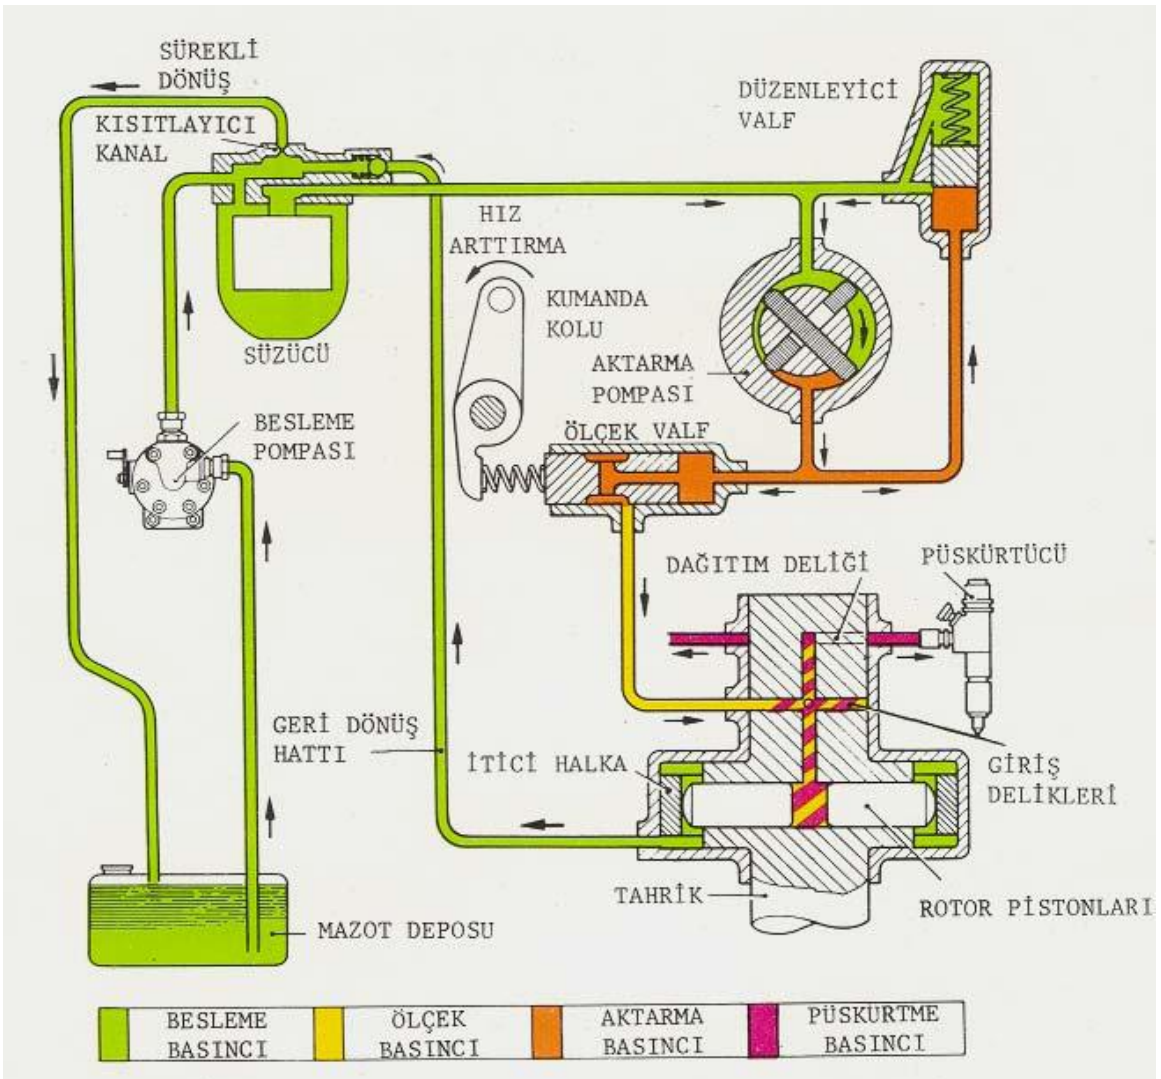 SÜREKLİ
DÖNÜŞ
KISITLAYICI
KANAL
DÜZENLEYİCİ
VALF
HIZ
ARTTIRMA
KUMANDA
KOLU
SÜZÜCÜ
AKTARMA
POMPASI
BESLEME
POMPASI
ÖLÇEK VALF
DAĞITIM DELİĞİ
PÜSKÜRTÜCÜ
GERİ DÖNÜŞ
HATTI
İTİCİ HALKA
GİRİŞ
DELİKLERİ
TAHRİK
ROTOR PİSTONLARI
MAZOT DEPOSU
BESLEME
BASINCI
ÖLÇEK
BASINCI
AKTARMA
BASINCI
PÜSKÜRTME
BASINCI